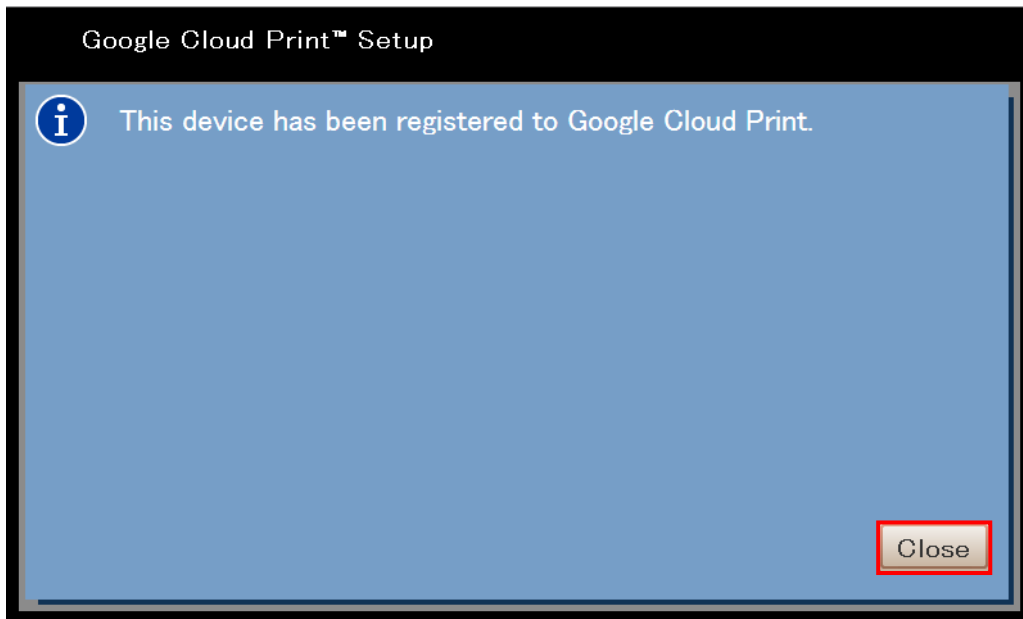 Google Cloud Print™ Setup
This device has been registered to Google Cloud Print.
Close